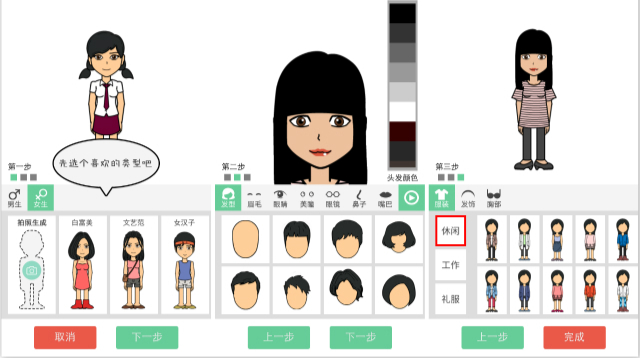 第一步
先选个喜欢的类型吧
男生
女生
拍照生成
白富美
文艺范
女汉子
取消
下一步
头发颜色
第二步
发型
眉毛
眼睛
美瞳
眼镜
鼻子
嘴巴
上一步
下一步
第三步
服装
发饰
胸部
休闲
工作
礼服
上一步
完成